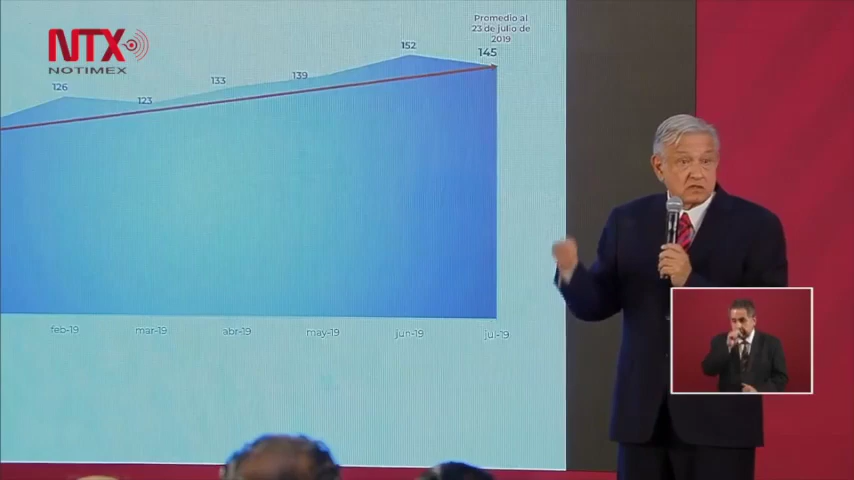 NTX
NOTIMEX
Promedio al
23 de julio de
2019
126
123
133
139
152
145
feb-19
mar-19
abr-19
may-19
jun-19
jul-19